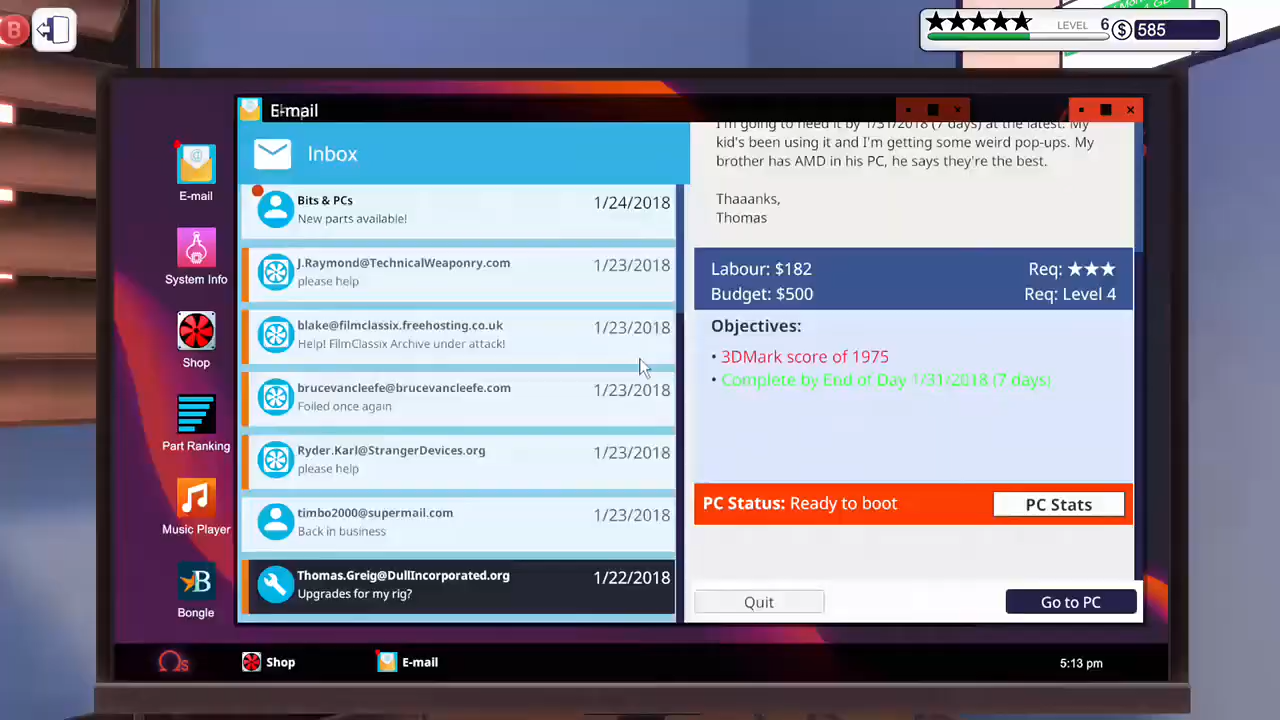 B
★★★★★ LEVEL 6 $ 585
E-mail
Inbox
Bits & PCs 1/24/2018
New parts available!
J.Raymond@TechnicalWeaponry.com 1/23/2018
please help
blake@filmclassix.freehosting.co.uk 1/23/2018
Help! FilmClassix Archive under attack!
brucevancleefe@brucevancleefe.com 1/23/2018
Foiled once again
Ryder.Karl@StrangerDevices.org 1/23/2018
please help
timbo2000@supermail.com 1/23/2018
Back in business
Thomas.Greig@DullIncorporated.org 1/22/2018
Upgrades for my rig?
I'm going to need it by 1/31/2018 (7 days) at the latest. My
kid's been using it and I'm getting some weird pop-ups. My
brother has AMD in his PC, he says they're the best.
Thaaanks,
Thomas
Labour: $182 Req: ★★★
Budget: $500 Req: Level 4
Objectives:
• 3DMark score of 1975
• Complete by End of Day 1/31/2018 (7 days)
PC Status: Ready to boot PC Stats
Quit Go to PC
E-mail
System Info
Shop
Part Ranking
Music Player
Bongle
Ωs Shop E-mail 5:13 pm